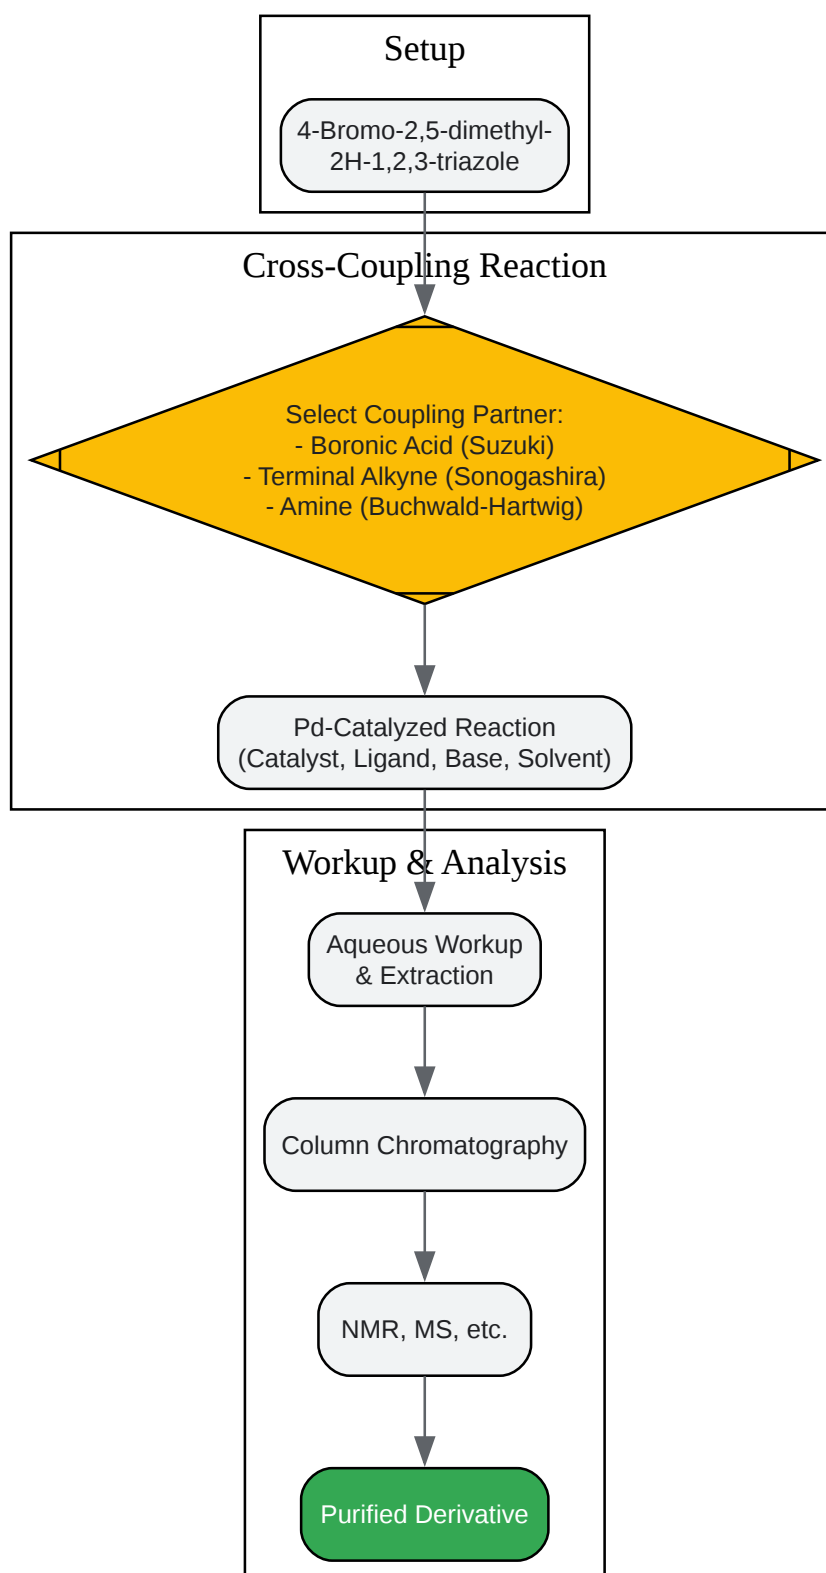 Setup
4-Bromo-2,5-dimethyl-
2H-1,2,3-triazole
Cross-Coupling Reaction
Select Coupling Partner:
- Boronic Acid (Suzuki)
- Terminal Alkyne (Sonogashira)
- Amine (Buchwald-Hartwig)
Pd-Catalyzed Reaction
(Catalyst, Ligand, Base, Solvent)
Workup & Analysis
Aqueous Workup
& Extraction
Column Chromatography
NMR, MS, etc.
Purified Derivative